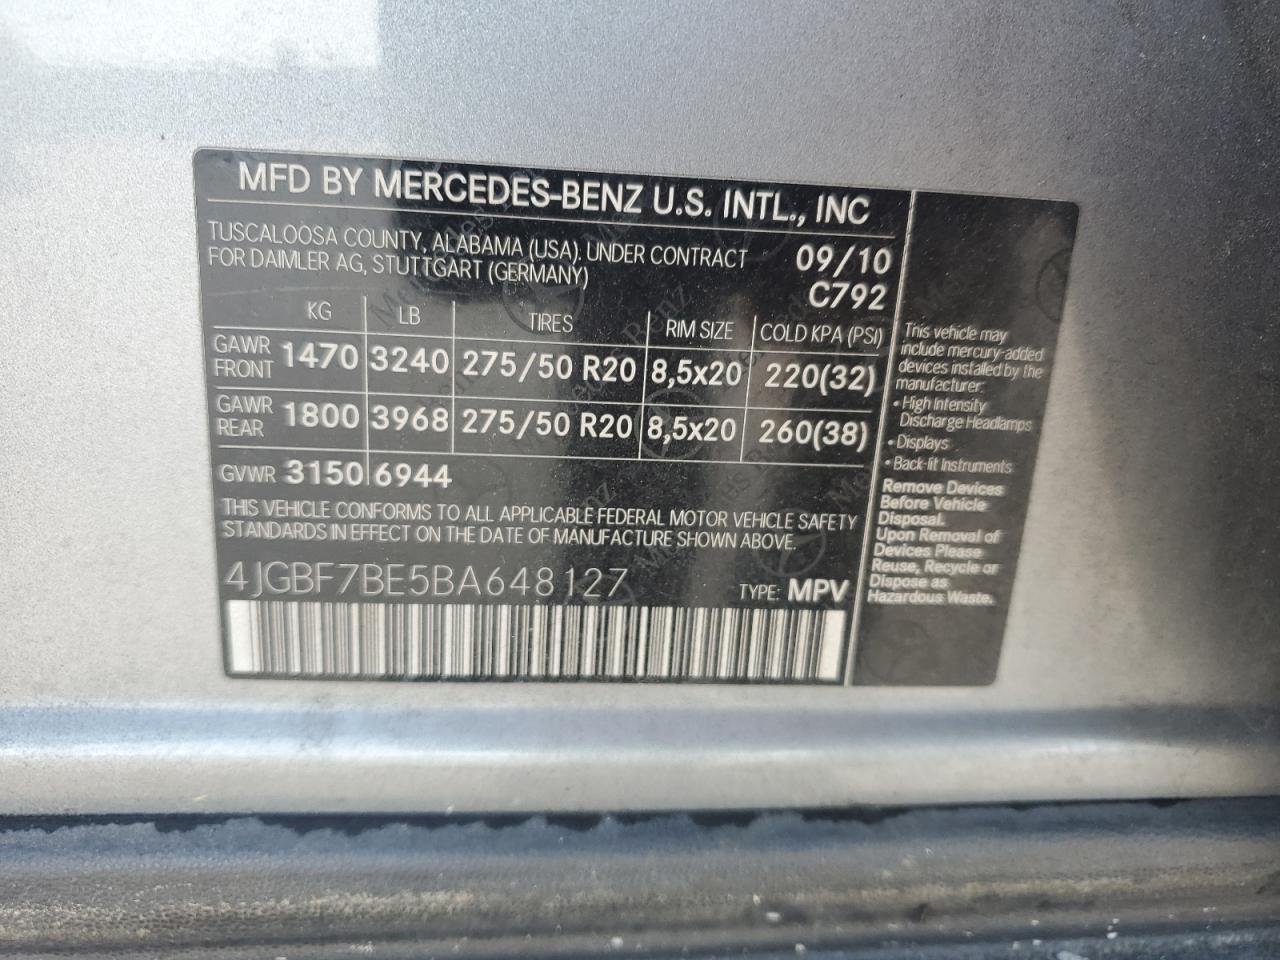 MFD BY MERCEDES-BENZ U.S. INTL., INC
TUSCALOOSA COUNTY, ALABAMA (USA). UNDER CONTRACT
FOR DAIMLER AG, STUTTGART (GERMANY)
09/10
C792
KG LB TIRES RIM SIZE COLD KPA (PSI)
GAWR FRONT 1470 3240 275/50 R20 8,5x20 220(32)
GAWR REAR 1800 3968 275/50 R20 8,5x20 260(38)
GVWR 3150 6944
THIS VEHICLE CONFORMS TO ALL APPLICABLE FEDERAL MOTOR VEHICLE SAFETY
STANDARDS IN EFFECT ON THE DATE OF MANUFACTURE SHOWN ABOVE.
4JGBF7BE5BA648127 TYPE: MPV
This vehicle may
include mercury-added
devices installed by the
manufacturer:
• High Intensity
Discharge Headlamps
• Displays
• Back-lit Instruments
Remove Devices
Before Vehicle
Disposal.
Upon Removal of
Devices Please
Reuse, Recycle or
Dispose as
Hazardous Waste.